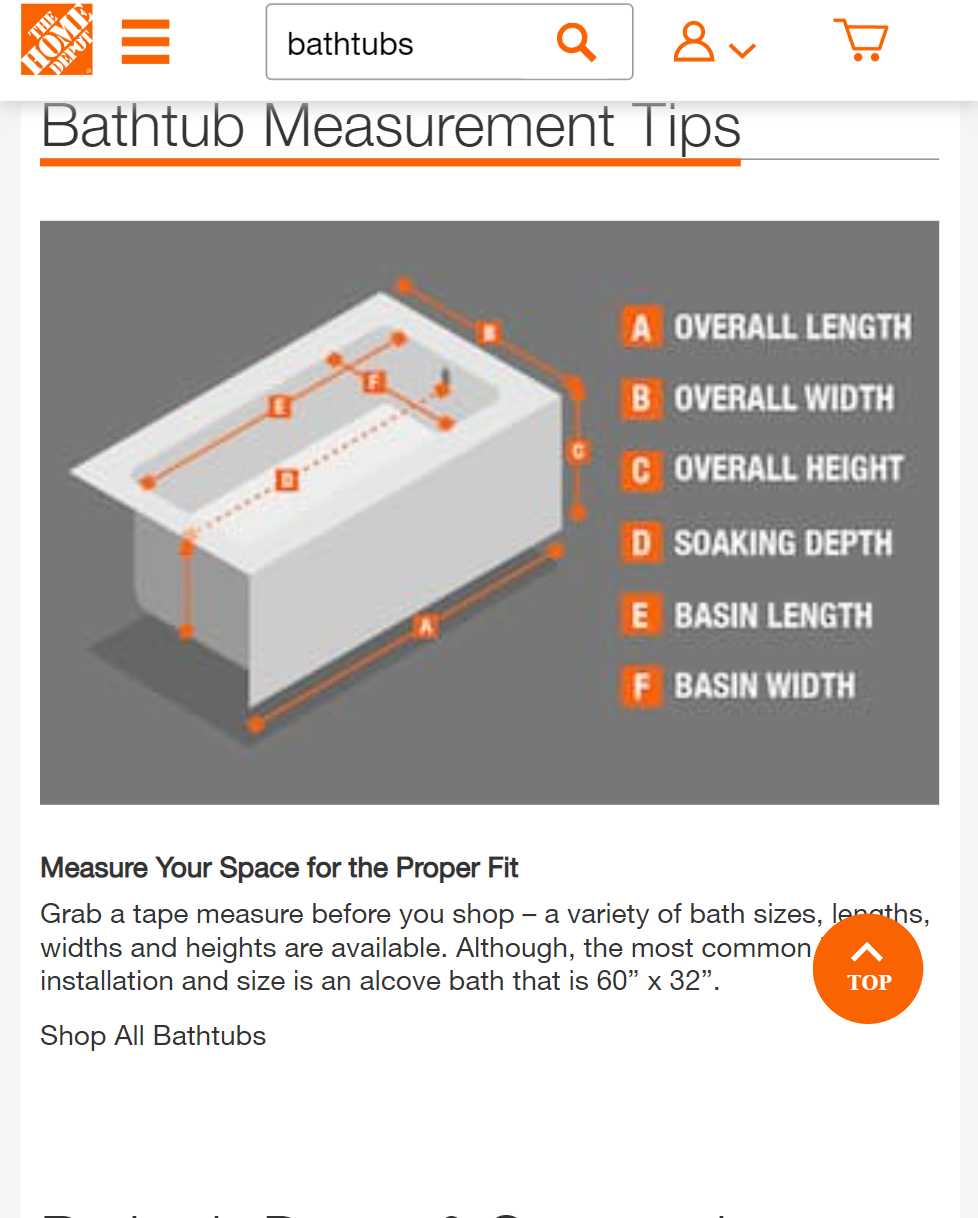 THE HOME DEPOT
bathtubs
Bathtub Measurement Tips
B
F
E
C
D
A
A OVERALL LENGTH
B OVERALL WIDTH
C OVERALL HEIGHT
D SOAKING DEPTH
E BASIN LENGTH
F BASIN WIDTH
Measure Your Space for the Proper Fit
Grab a tape measure before you shop – a variety of bath sizes, lengths,
widths and heights are available. Although, the most common
installation and size is an alcove bath that is 60” x 32”.
TOP
Shop All Bathtubs